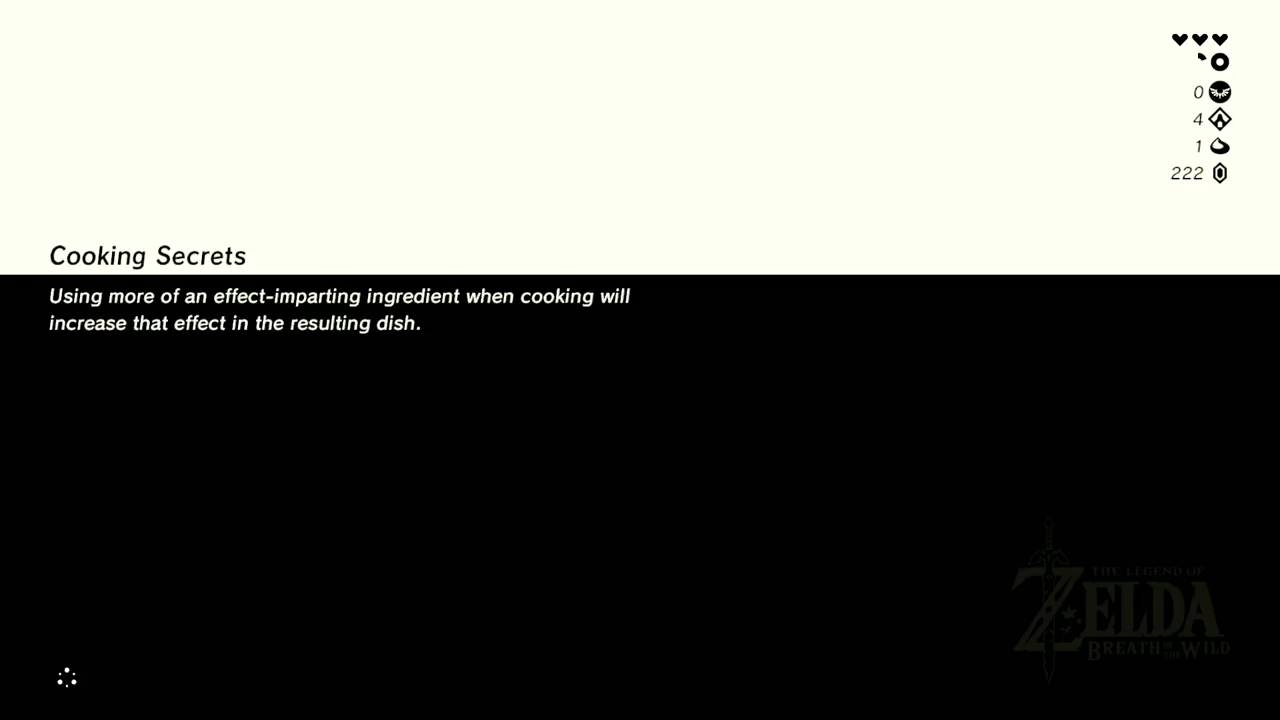 0
4
1
222
Cooking Secrets
Using more of an effect-imparting ingredient when cooking will
increase that effect in the resulting dish.
THE LEGEND OF
ZELDA
BREATH OF THE WILD